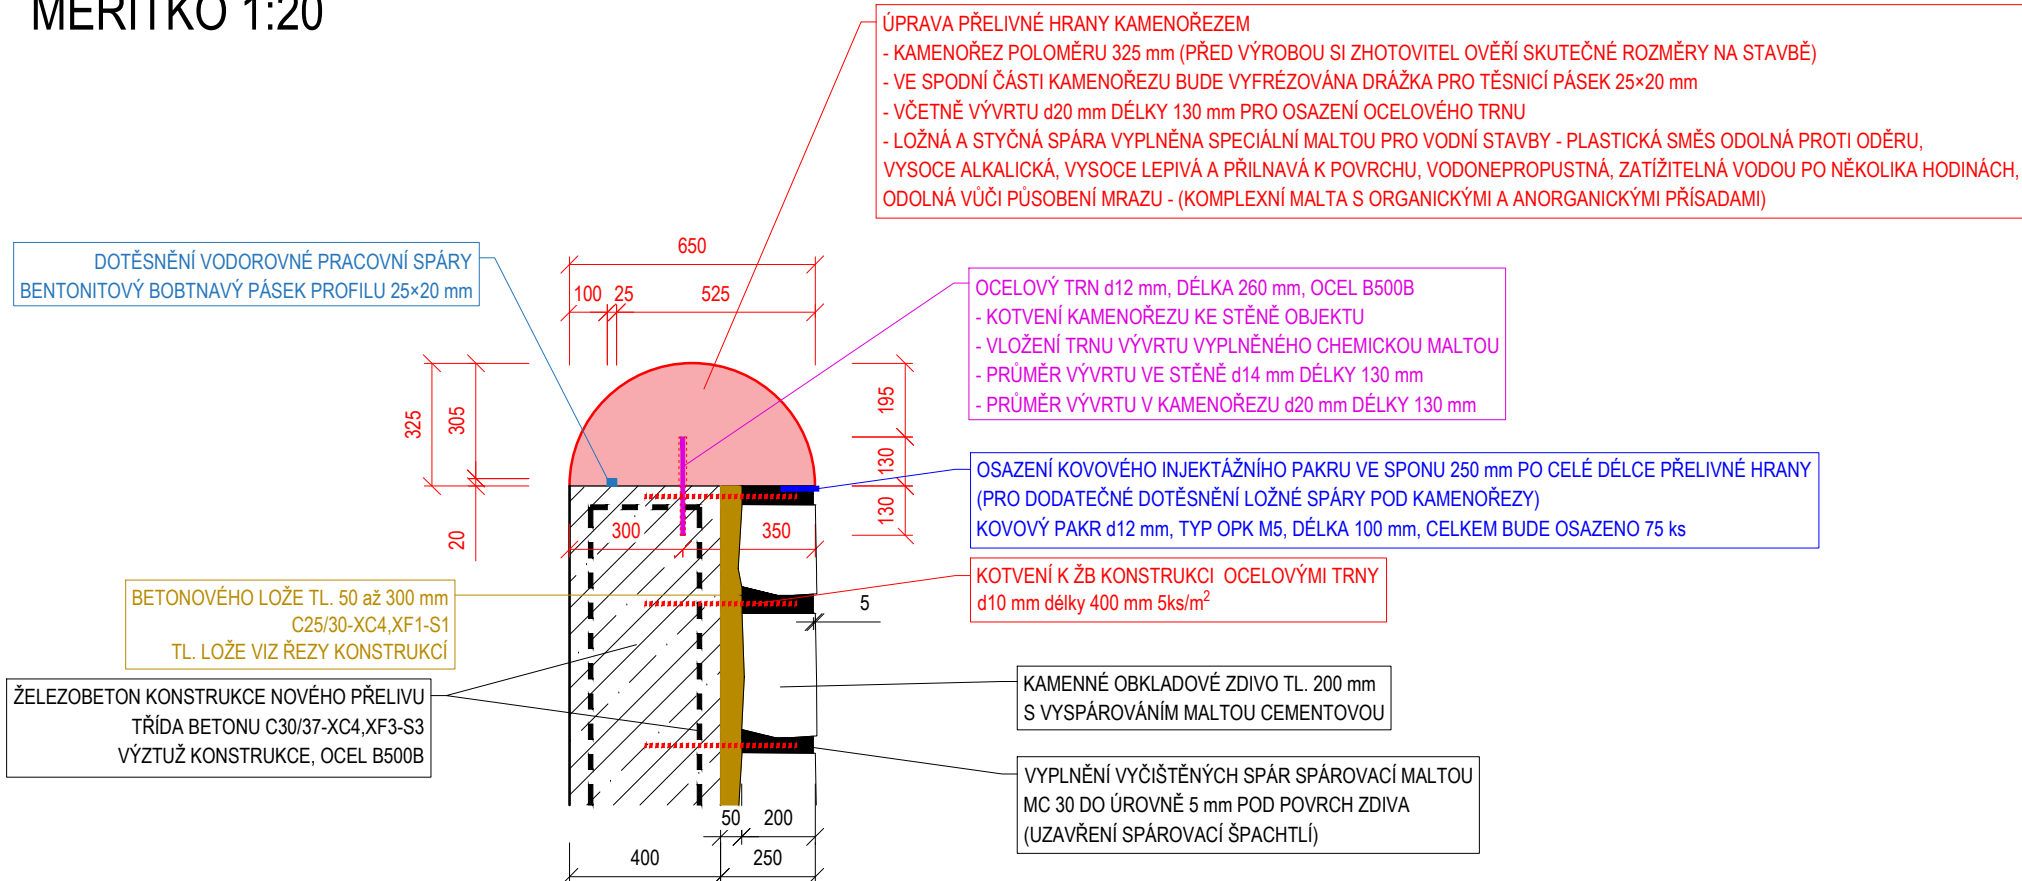 MĚŘÍTKO 1:20
ÚPRAVA PŘELIVNÉ HRANY KAMENOŘEZEM
- KAMENOŘEZ POLOMĚRU 325 mm (PŘED VÝROBOU SI ZHOTOVITEL OVĚŘÍ SKUTEČNÉ ROZMĚRY NA STAVBĚ)
- VE SPODNÍ ČÁSTI KAMENOŘEZU BUDE VYFRÉZOVÁNA DRÁŽKA PRO TĚSNICÍ PÁSEK 25×20 mm
- VČETNĚ VÝVRTU d20 mm DÉLKY 130 mm PRO OSAZENÍ OCELOVÉHO TRNU
- LOŽNÁ A STYČNÁ SPÁRA VYPLNĚNA SPECIÁLNÍ MALTOU PRO VODNÍ STAVBY - PLASTICKÁ SMĚS ODOLNÁ PROTI ODĚRU,
VYSOCE ALKALICKÁ, VYSOCE LEPIVÁ A PŘILNAVÁ K POVRCHU, VODONEPROPUSTNÁ, ZATÍŽITELNÁ VODOU PO NĚKOLIKA HODINÁCH,
ODOLNÁ VŮČI PŮSOBENÍ MRAZU - (KOMPLEXNÍ MALTA S ORGANICKÝMI A ANORGANICKÝMI PŘÍSADAMI)
DOTĚSNĚNÍ VODOROVNÉ PRACOVNÍ SPÁRY
BENTONITOVÝ BOBTNAVÝ PÁSEK PROFILU 25×20 mm
650
100 25 525
OCELOVÝ TRN d12 mm, DÉLKA 260 mm, OCEL B500B
- KOTVENÍ KAMENOŘEZU KE STĚNĚ OBJEKTU
- VLOŽENÍ TRNU VÝVRTU VYPLNĚNÉHO CHEMICKOU MALTOU
- PRŮMĚR VÝVRTU VE STĚNĚ d14 mm DÉLKY 130 mm
- PRŮMĚR VÝVRTU V KAMENOŘEZU d20 mm DÉLKY 130 mm
325
305
20
195
130
130
OSAZENÍ KOVOVÉHO INJEKTÁŽNÍHO PAKRU VE SPONU 250 mm PO CELÉ DÉLCE PŘELIVNÉ HRANY
(PRO DODATEČNÉ DOTĚSNĚNÍ LOŽNÉ SPÁRY POD KAMENOŘEZY)
KOVOVÝ PAKR d12 mm, TYP OPK M5, DÉLKA 100 mm, CELKEM BUDE OSAZENO 75 ks
300 350
KOTVENÍ K ŽB KONSTRUKCI OCELOVÝMI TRNY
d10 mm délky 400 mm 5ks/m²
5
BETONOVÉHO LOŽE TL. 50 až 300 mm
C25/30-XC4,XF1-S1
TL. LOŽE VIZ ŘEZY KONSTRUKCÍ
ŽELEZOBETON KONSTRUKCE NOVÉHO PŘELIVU
TŘÍDA BETONU C30/37-XC4,XF3-S3
VÝZTUŽ KONSTRUKCE, OCEL B500B
KAMENNÉ OBKLADOVÉ ZDIVO TL. 200 mm
S VYSPÁROVÁNÍM MALTOU CEMENTOVOU
VYPLNĚNÍ VYČIŠTĚNÝCH SPÁR SPÁROVACÍ MALTOU
MC 30 DO ÚROVNĚ 5 mm POD POVRCH ZDIVA
(UZAVŘENÍ SPÁROVACÍ ŠPACHTLÍ)
50 200
400 250